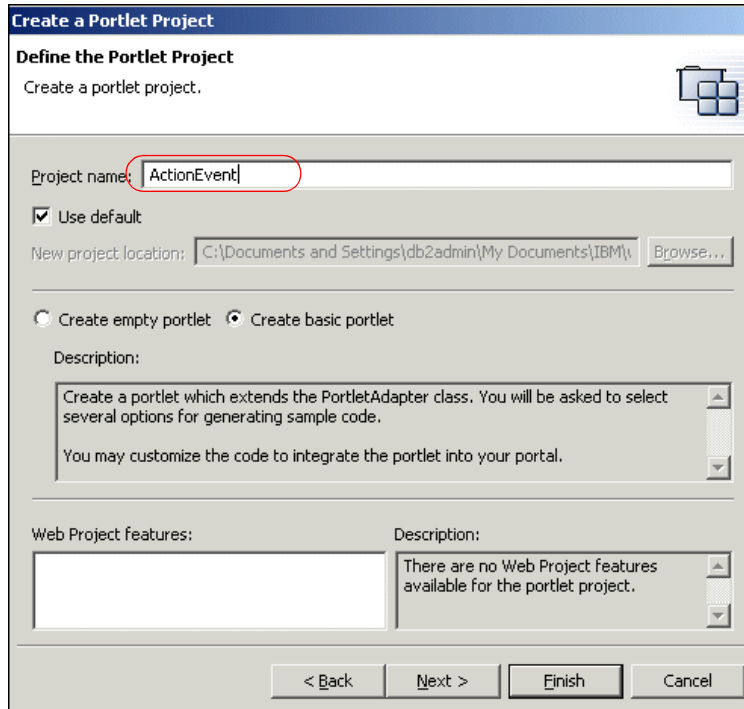 Create a Portlet Project
Define the Portlet Project
Create a portlet project.
Project name: ActionEvent
Use default
New project location: C:\Documents and Settings\db2admin\My Documents\IBM\ Browse...
Create empty portlet Create basic portlet
Description:
Create a portlet which extends the PortletAdapter class. You will be asked to select
several options for generating sample code.
You may customize the code to integrate the portlet into your portal.
Web Project features: Description:
There are no Web Project features
available for the portlet project.
< Back Next > Finish Cancel